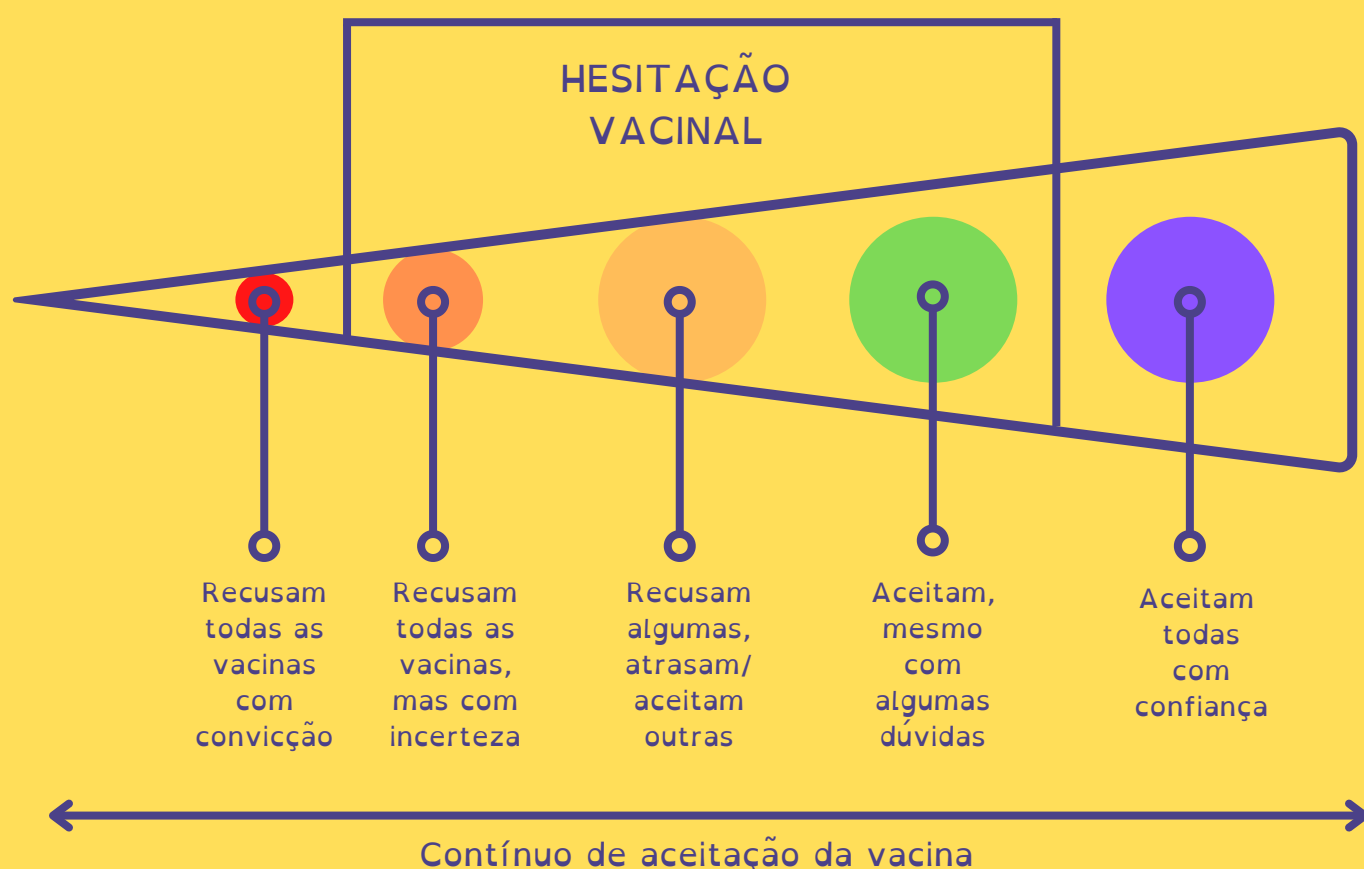 HESITAÇÃO
VACINAL
Recusam
todas as
vacinas
com
convicção
Recusam
todas as
vacinas,
mas com
incerteza
Recusam
algumas,
atrasam/
aceitam
outras
Aceitam,
mesmo
com
algumas
dúvidas
Aceitam
todas
com
confiança
Contínuo de aceitação da vacina